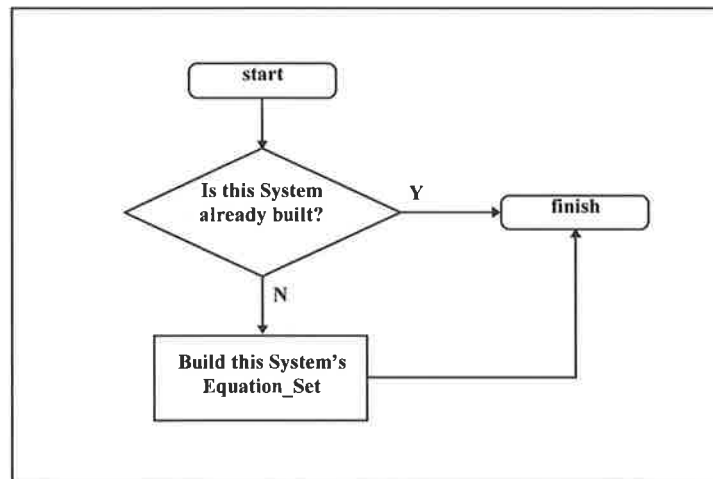 start
Is this System
already built?
Y
finish
N
Build this System's
Equation_Set